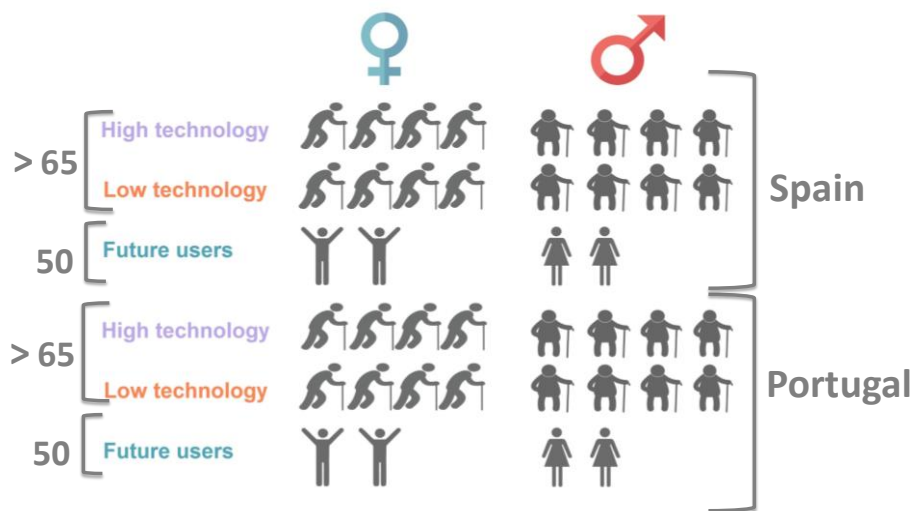 High technology
> 65
Low technology
Spain
50
Future users
High technology
> 65
Low technology
Portugal
50
Future users